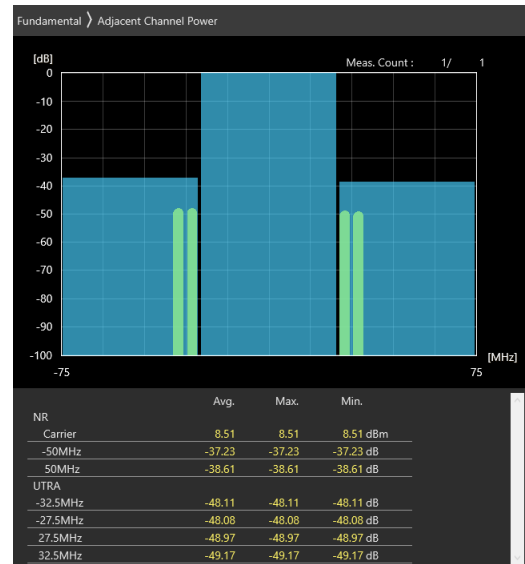 Fundamental 〉 Adjacent Channel Power
[dB]
Meas. Count : 1/ 1
0
-10
-20
-30
-40
-50
-60
-70
-80
-90
-100
[MHz]
-75 75
Avg. Max. Min.
NR
Carrier 8.51 8.51 8.51 dBm
-50MHz -37.23 -37.23 -37.23 dB
50MHz -38.61 -38.61 -38.61 dB
UTRA
-32.5MHz -48.11 -48.11 -48.11 dB
-27.5MHz -48.08 -48.08 -48.08 dB
27.5MHz -48.97 -48.97 -48.97 dB
32.5MHz -49.17 -49.17 -49.17 dB